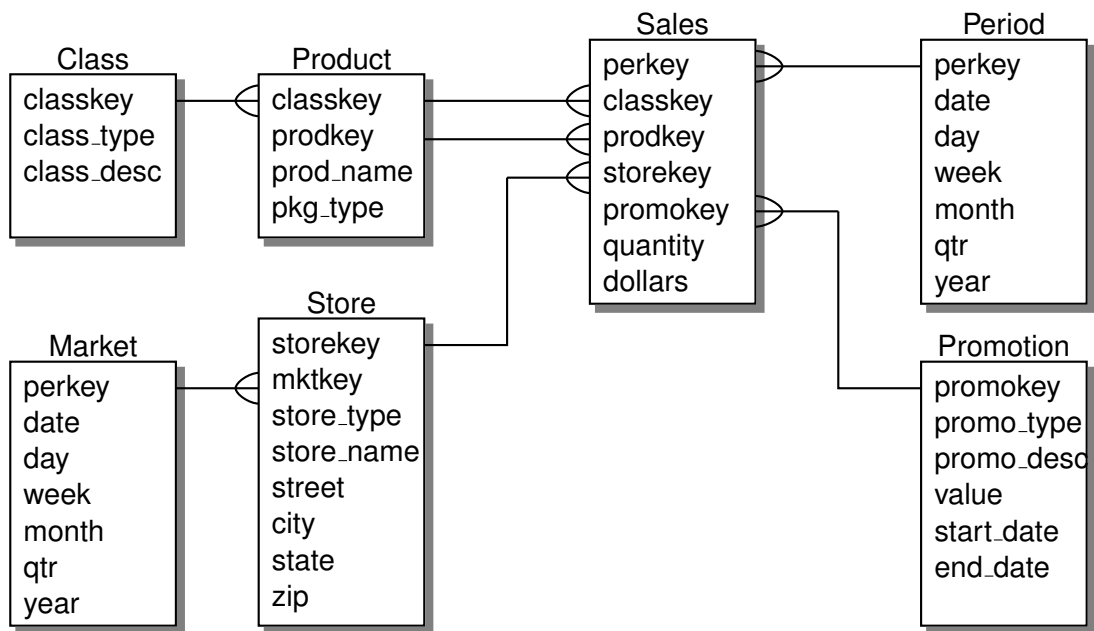 Class
classkey
class_type
class_desc
Product
classkey
prodkey
prod_name
pkg_type
Sales
perkey
classkey
prodkey
storekey
promokey
quantity
dollars
Period
perkey
date
day
week
month
qtr
year
Market
perkey
date
day
week
month
qtr
year
Store
storekey
mktkey
store_type
store_name
street
city
state
zip
Promotion
promokey
promo_type
promo_desc
value
start_date
end_date